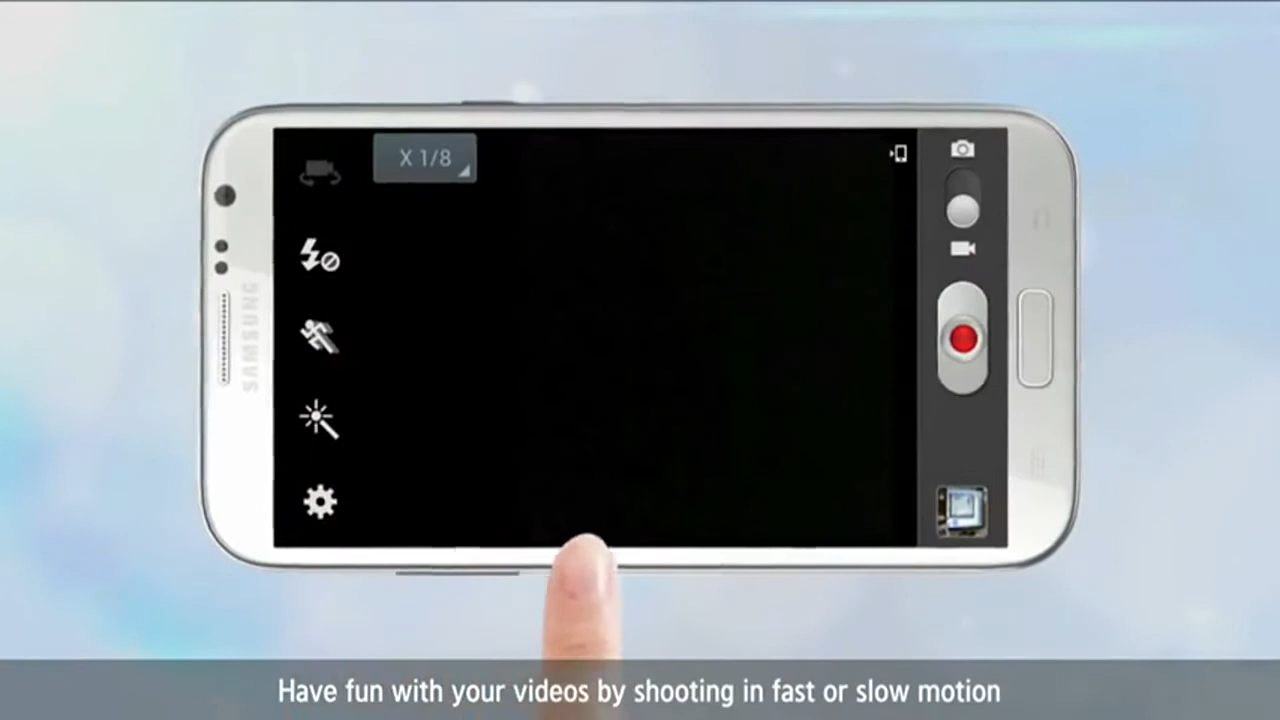 X 1/8
SAMSUNG
Have fun with your videos by shooting in fast or slow motion